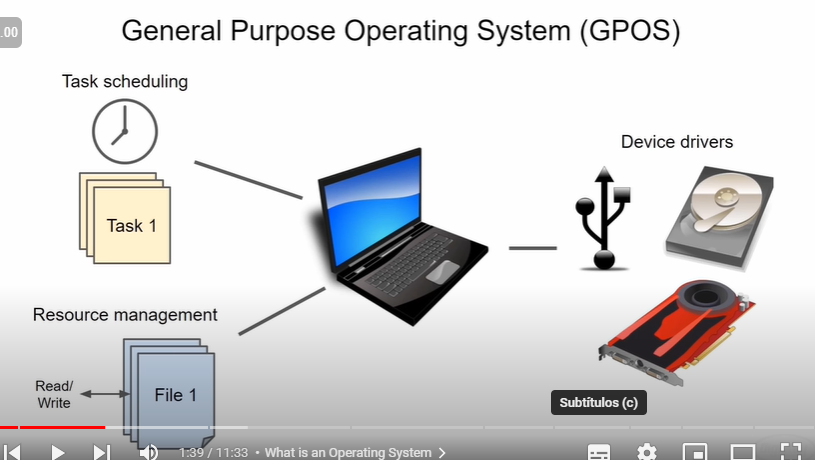 .00
General Purpose Operating System (GPOS)
Task scheduling
Device drivers
Task 1
Resource management
Read/
Write
File 1
Subtítulos (c)
1:39 / 11:33 • What is an Operating System